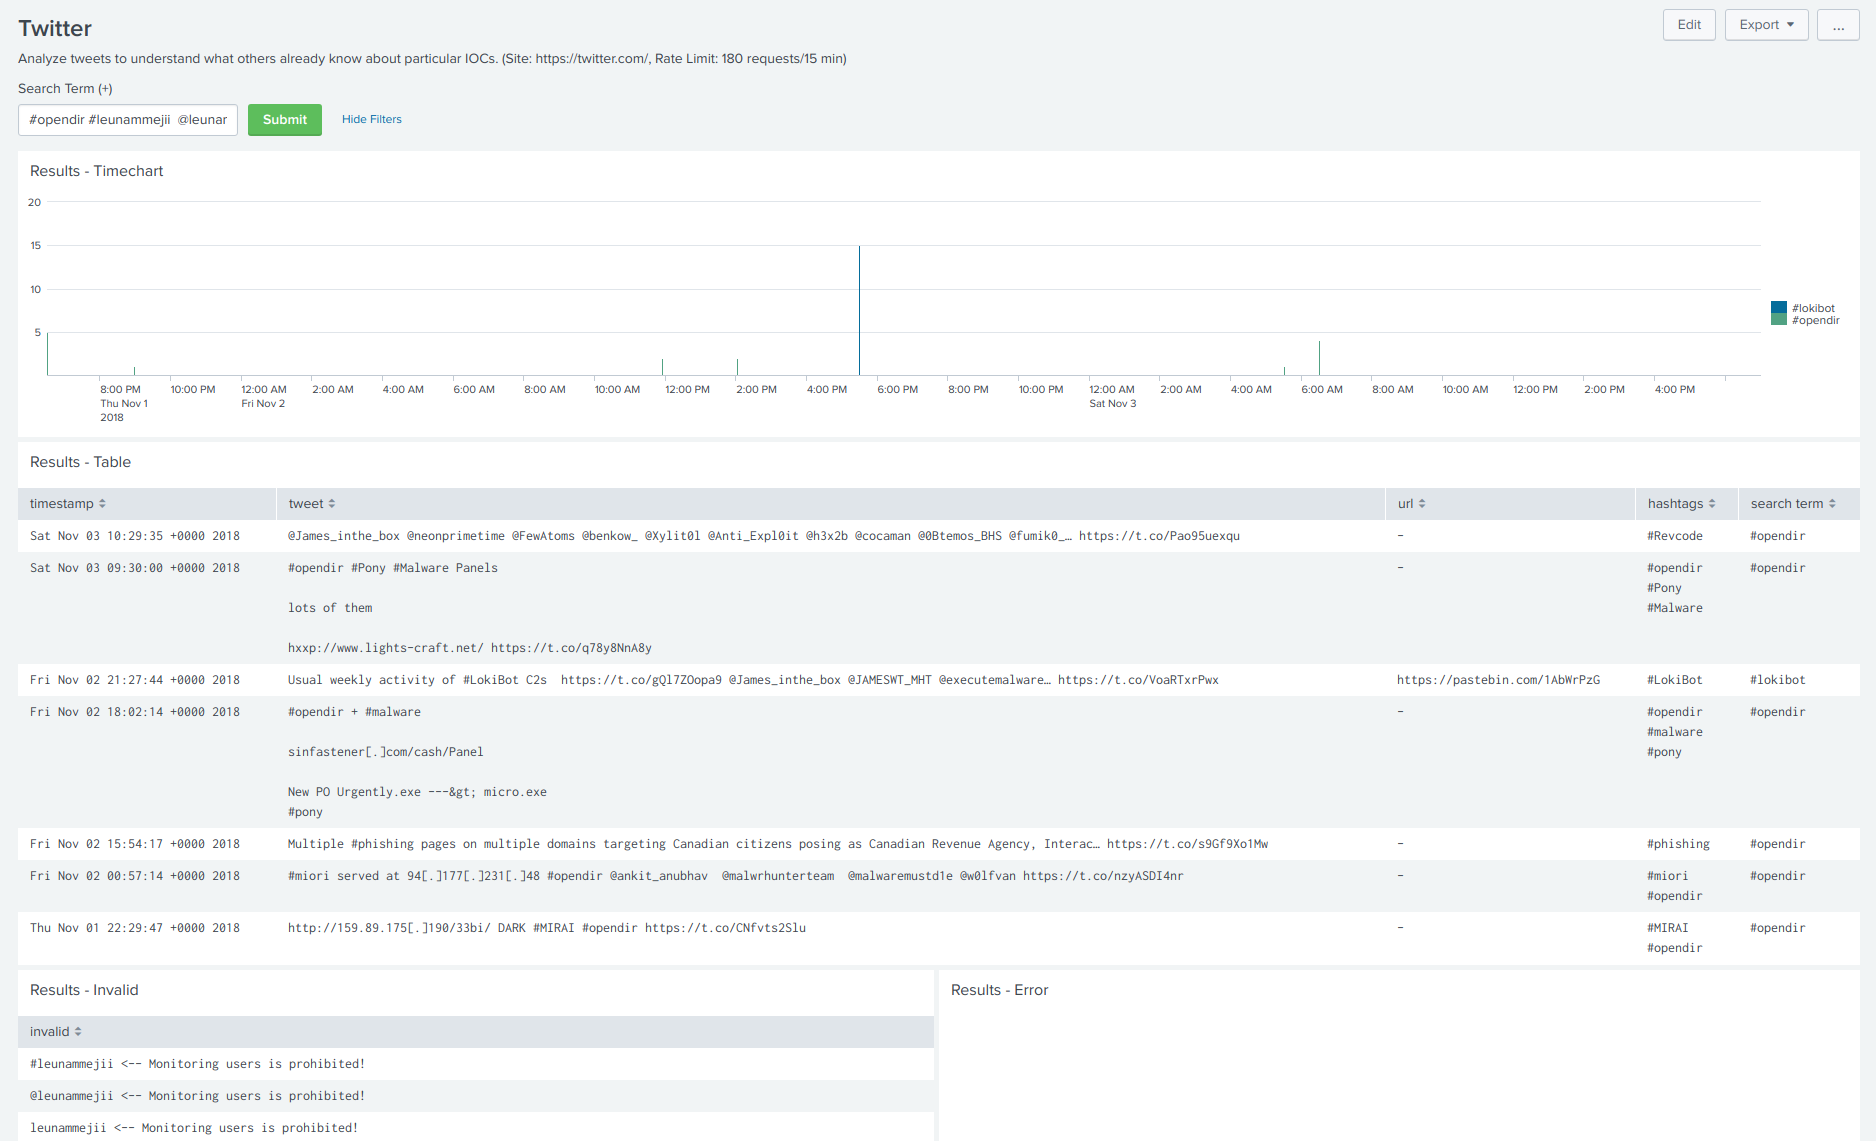 Twitter
Edit
Export
...
Analyze tweets to understand what others already know about particular IOCs. (Site: https://twitter.com/, Rate Limit: 180 requests/15 min)
Search Term (+)
#opendir #leunammejii  @leunar
Submit
Hide Filters
Results - Timechart
20
15
10
5
#lokibot
#opendir
8:00 PM 10:00 PM 12:00 AM 2:00 AM 4:00 AM 6:00 AM 8:00 AM 10:00 AM 12:00 PM 2:00 PM 4:00 PM 6:00 PM 8:00 PM 10:00 PM 12:00 AM 2:00 AM 4:00 AM 6:00 AM 8:00 AM 10:00 AM 12:00 PM 2:00 PM 4:00 PM
Thu Nov 1 Fri Nov 2 Sat Nov 3
2018
Results - Table
timestamp tweet url hashtags search term
Sat Nov 03 10:29:35 +0000 2018 @James_inthe_box @neonprimetime @FewAtoms @benkow_ @Xylit0l @Anti_Expl0it @h3x2b @cocaman @0Btemos_BHS @fumik0_… https://t.co/Pao95uexqu - #Revcode #opendir
Sat Nov 03 09:30:00 +0000 2018 #opendir #Pony #Malware Panels - #opendir #opendir
#Pony
lots of them #Malware
hxxp://www.lights-craft.net/ https://t.co/q78y8NnA8y
Fri Nov 02 21:27:44 +0000 2018 Usual weekly activity of #LokiBot C2s  https://t.co/gQl7ZOopa9 @James_inthe_box @JAMESWT_MHT @executemalware… https://t.co/VoaRTxrPwx https://pastebin.com/1AbWrPzG #LokiBot #lokibot
Fri Nov 02 18:02:14 +0000 2018 #opendir + #malware - #opendir #opendir
#malware
sinfastener[.]com/cash/Panel #pony
New PO Urgently.exe ---&gt; micro.exe
#pony
Fri Nov 02 15:54:17 +0000 2018 Multiple #phishing pages on multiple domains targeting Canadian citizens posing as Canadian Revenue Agency, Interac… https://t.co/s9Gf9Xo1Mw - #phishing #opendir
Fri Nov 02 00:57:14 +0000 2018 #miori served at 94[.]177[.]231[.]48 #opendir @ankit_anubhav  @malwrhunterteam  @malwaremustd1e @w0lfvan https://t.co/nzyASDI4nr - #miori #opendir
#opendir
Thu Nov 01 22:29:47 +0000 2018 http://159.89.175[.]190/33bi/ DARK #MIRAI #opendir https://t.co/CNfvts2Slu - #MIRAI #opendir
#opendir
Results - Invalid
invalid
#leunammejii <-- Monitoring users is prohibited!
@leunammejii <-- Monitoring users is prohibited!
leunammejii <-- Monitoring users is prohibited!
Results - Error